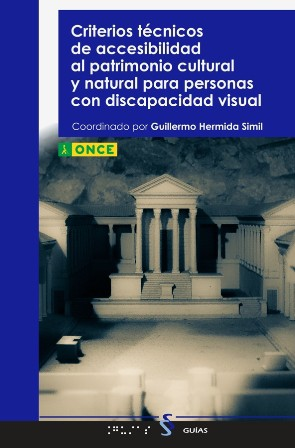 Criterios técnicos
de accesibilidad
al patrimonio cultural
y natural para personas
con discapacidad visual
Coordinado por Guillermo Hermida Simil
ONCE
GUÍAS